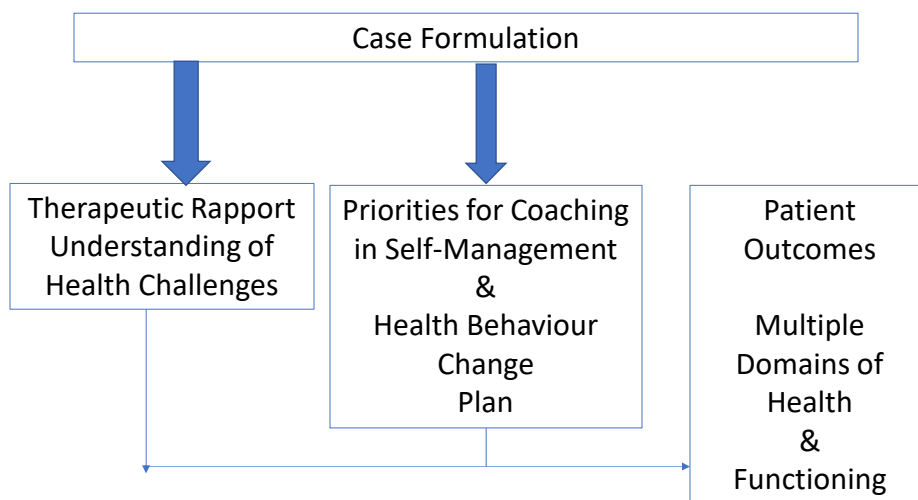 Case Formulation
Therapeutic Rapport
Understanding of
Health Challenges
Priorities for Coaching
in Self-Management
&
Health Behaviour
Change
Plan
Patient
Outcomes
Multiple
Domains of
Health
&
Functioning